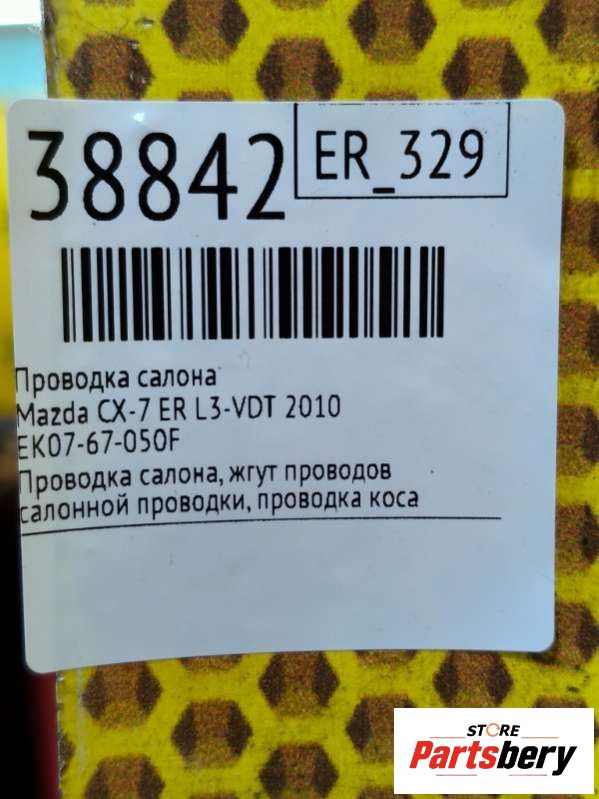 38842
ER_329
Проводка салона
Mazda CX-7 ER L3-VDT 2010
EK07-67-050F
Проводка салона, жгут проводов
салонной проводки, проводка коса
STORE
Partsbery